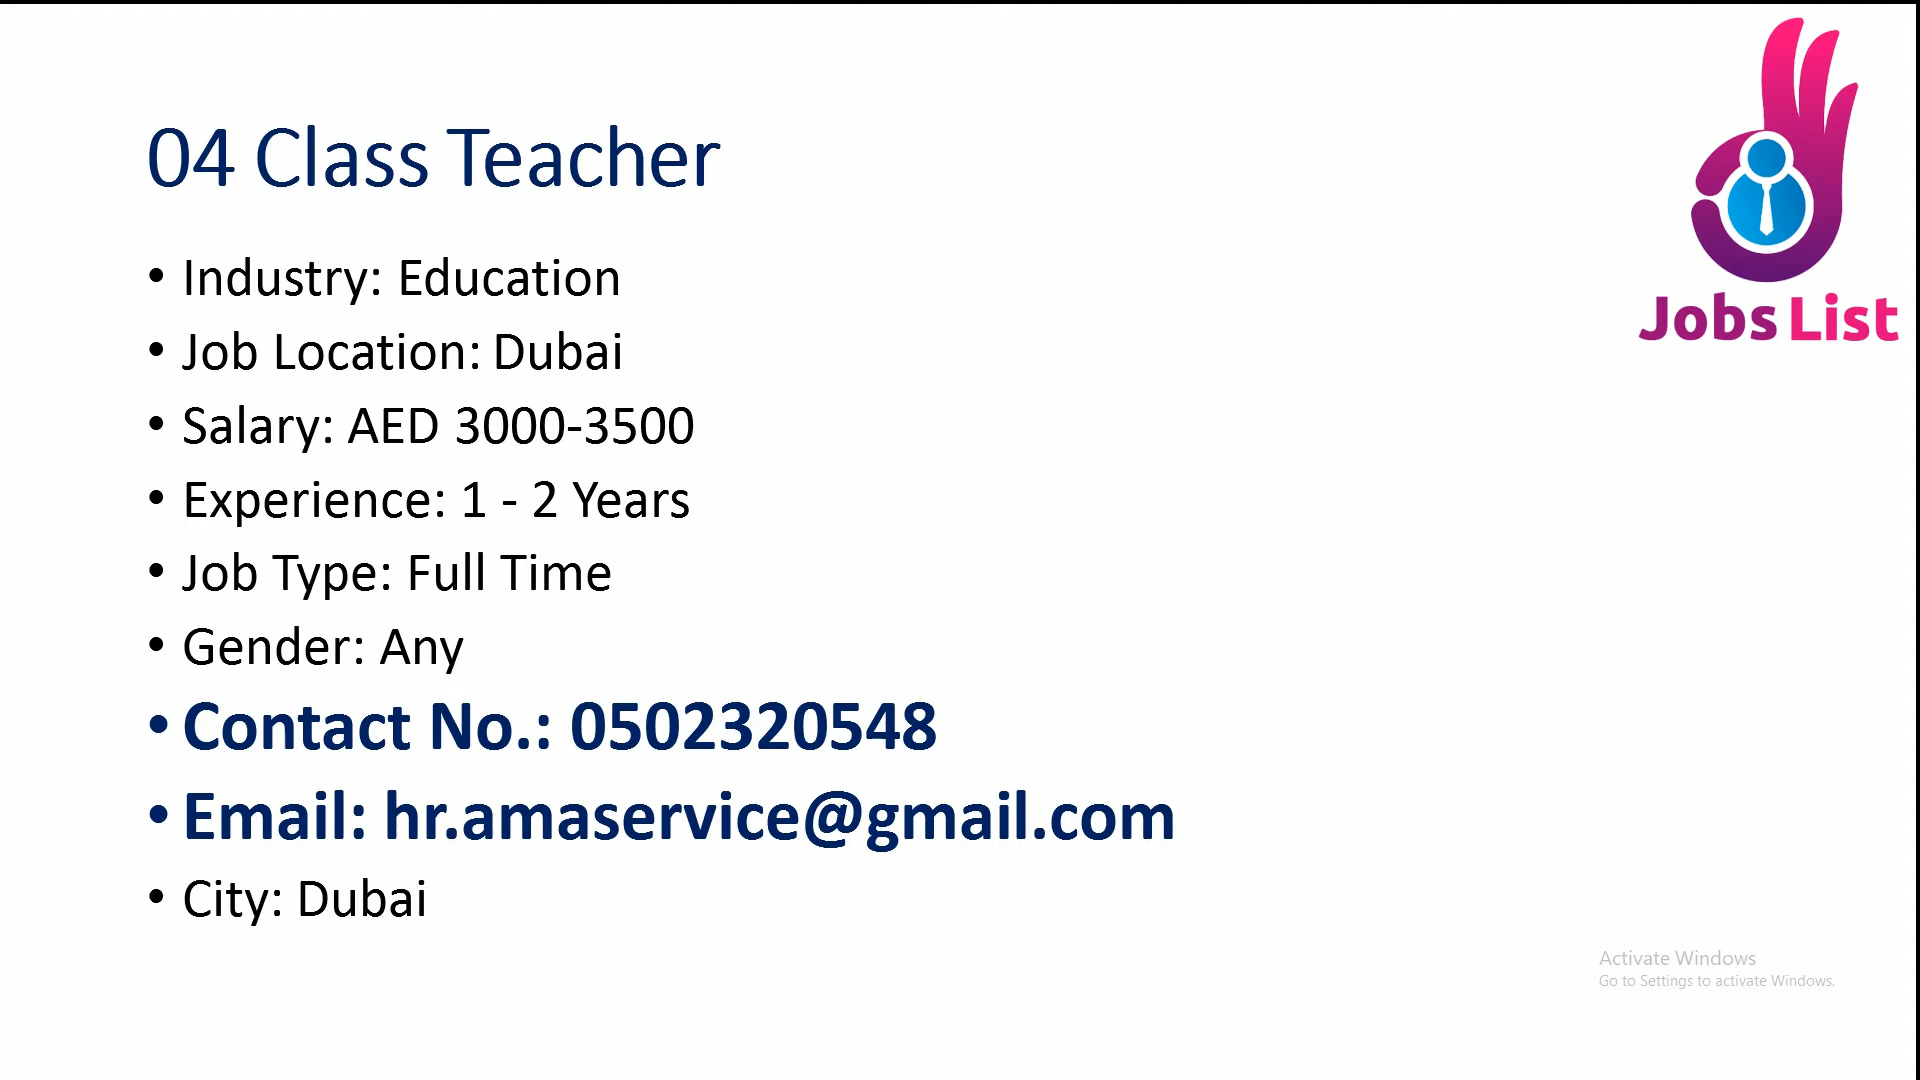 04 Class Teacher
• Industry: Education
• Job Location: Dubai
• Salary: AED 3000-3500
• Experience: 1 - 2 Years
• Job Type: Full Time
• Gender: Any
• Contact No.: 0502320548
• Email: hr.amaservice@gmail.com
• City: Dubai
Jobs List
Activate Windows
Go to Settings to activate Windows.